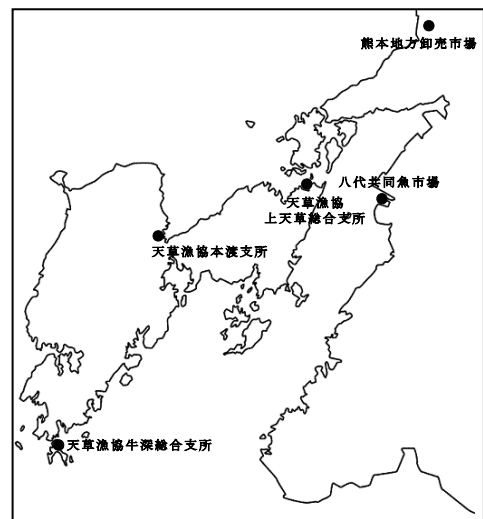 熊本地方卸売市場
八代共同魚市場
天草漁協
上天草総合支所
天草漁協本渡支所
天草漁協牛深総合支所